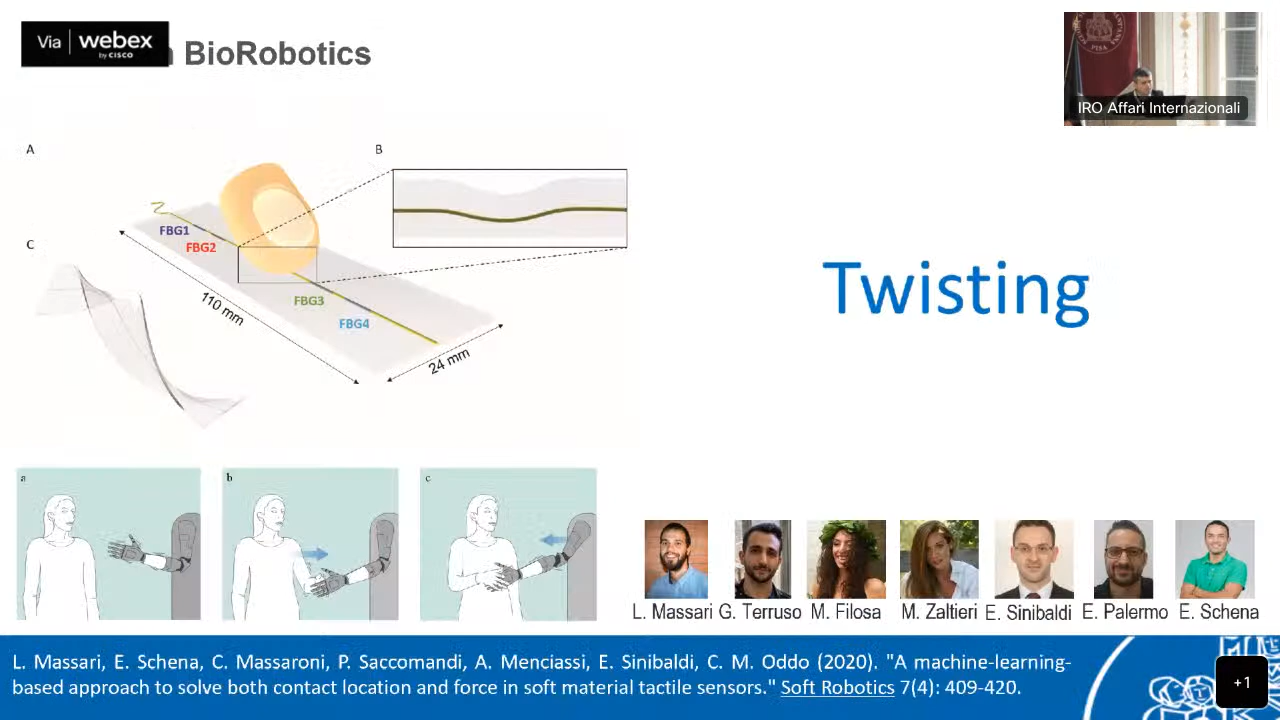 Via webex
by CISCO
BioRobotics
IRO Affari Internazionali
A
B
C
FBG1
FBG2
FBG3
FBG4
110 mm
24 mm
Twisting
a
b
c
L. Massari G. Terruso M. Filosa M. Zaltieri E. Sinibaldi E. Palermo E. Schena
L. Massari, E. Schena, C. Massaroni, P. Saccomandi, A. Menciassi, E. Sinibaldi, C. M. Oddo (2020). "A machine-learning-
based approach to solve both contact location and force in soft material tactile sensors." Soft Robotics 7(4): 409-420.
+1